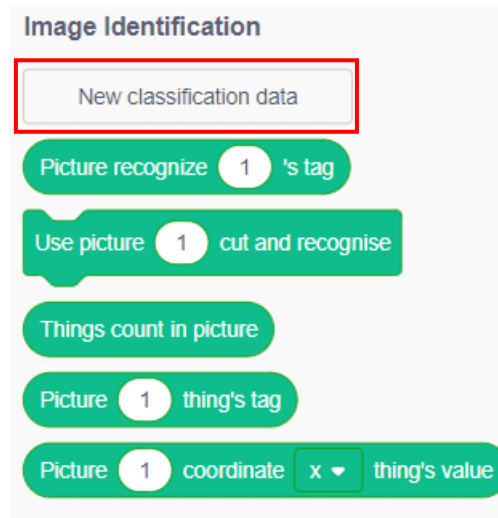 Image Identification
New classification data
Picture recognize 1 's tag
Use picture 1 cut and recognise
Things count in picture
Picture 1 thing's tag
Picture 1 coordinate x thing's value